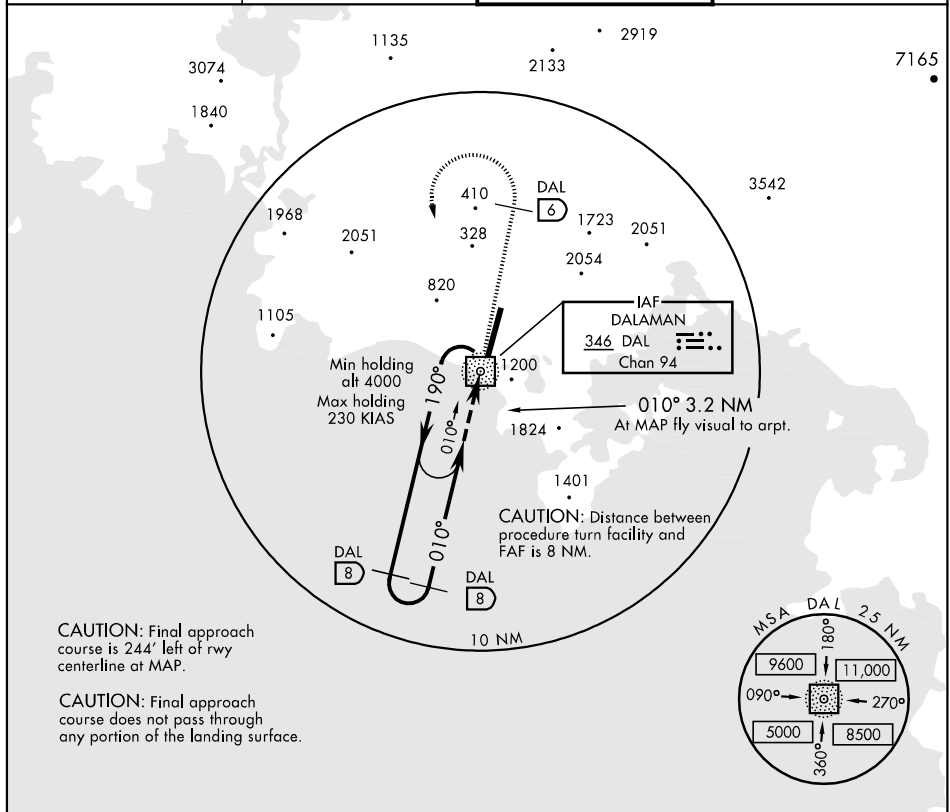 1135
2919
2133
3074
7165
1840
3542
410
DAL
6
1968
1723
2051
2051
328
2054
820
IAF
DALAMAN
346 DAL
Chan 94
1105
Min holding
alt 4000
Max holding
230 KIAS
190°
1200
010°
010° 3.2 NM
At MAP fly visual to arpt.
1824
1401
010°
CAUTION: Distance between
procedure turn facility and
FAF is 8 NM.
DAL
8
DAL
8
10 NM
CAUTION: Final approach
course is 244' left of rwy
centerline at MAP.
CAUTION: Final approach
course does not pass through
any portion of the landing surface.
MSA DAL 25 NM
180°
9600
11,000
090°
270°
5000
8500
360°